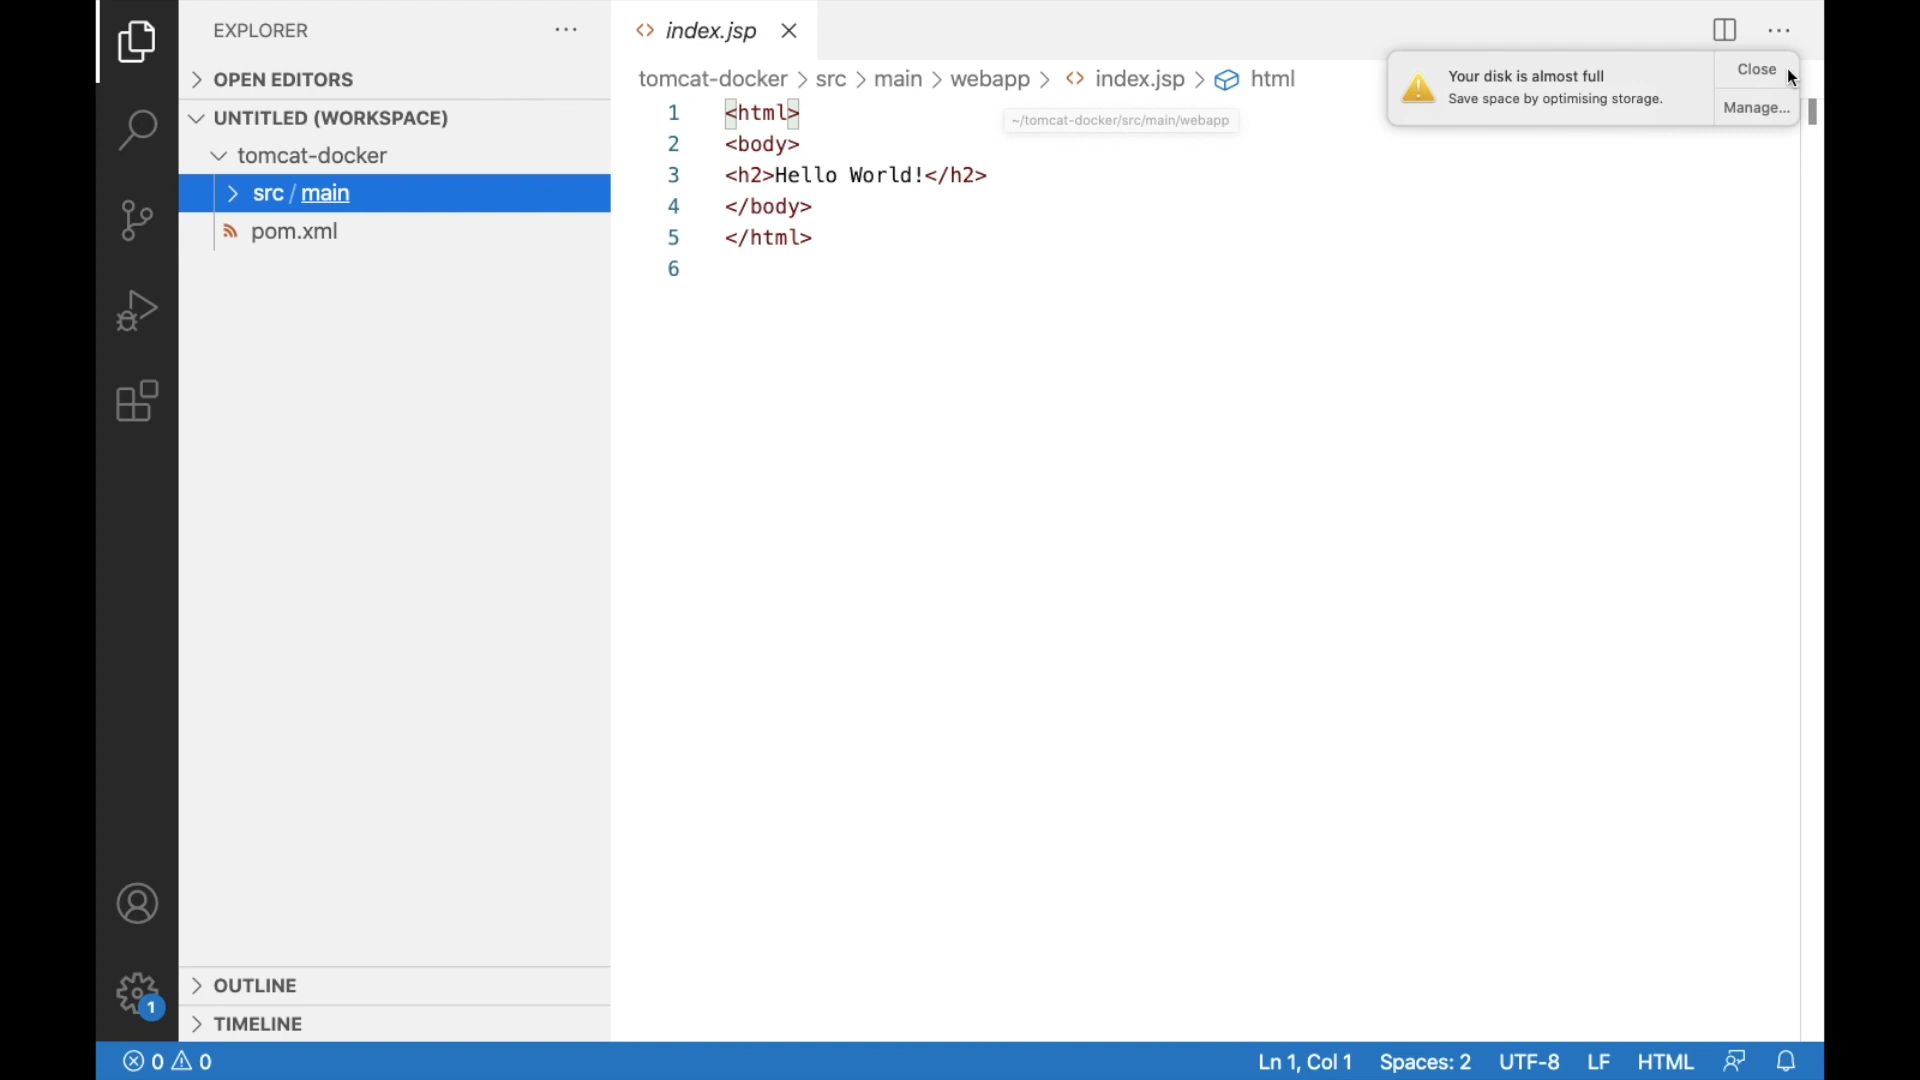 EXPLORER
OPEN EDITORS
UNTITLED (WORKSPACE)
tomcat-docker
src / main
pom.xml
OUTLINE
TIMELINE
index.jsp
tomcat-docker > src > main > webapp > index.jsp > html
~/tomcat-docker/src/main/webapp
1 <html>
2 <body>
3 <h2>Hello World!</h2>
4 </body>
5 </html>
6
Your disk is almost full
Save space by optimising storage.
Close
Manage...
1
0 0
Ln 1, Col 1 Spaces: 2 UTF-8 LF HTML